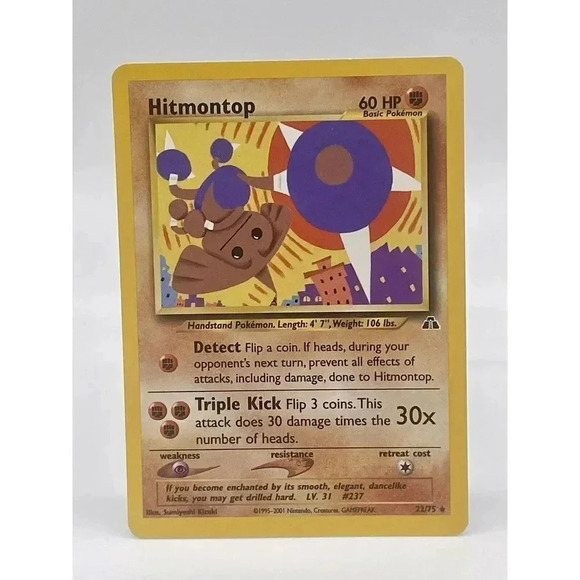 Hitmontop 60 HP
Basic Pokémon
Handstand Pokémon. Length: 4' 7", Weight: 106 lbs.
Detect Flip a coin. If heads, during your
opponent's next turn, prevent all effects of
attacks, including damage, done to Hitmontop.
Triple Kick Flip 3 coins. This
attack does 30 damage times the 30x
number of heads.
weakness resistance retreat cost
If you become enchanted by its smooth, elegant, dancelike
kicks, you may get drilled hard. LV. 31 #237
Illus. Sumiyoshi Kizuki ©1995-2001 Nintendo, Creatures, GAMEFREAK. 22/75 ★